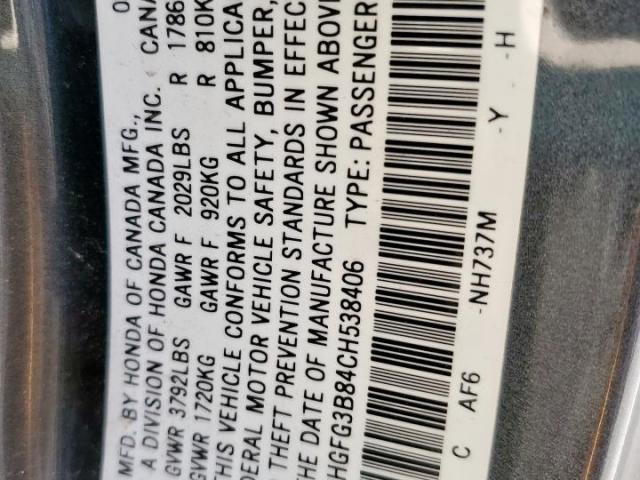 MFD. BY HONDA OF CANADA MFG.,
A DIVISION OF HONDA CANADA INC.
GVWR 3792LBS GAWR F 2029LBS R 1786
GVWR 1720KG GAWR F 920KG R 810K
THIS VEHICLE CONFORMS TO ALL APPLICA
DERAL MOTOR VEHICLE SAFETY, BUMPER,
THEFT PREVENTION STANDARDS IN EFFEC
HE DATE OF MANUFACTURE SHOWN ABOVE
HGFG3B84CH538406 TYPE: PASSENGER
C AF6 -NH737M -Y -H